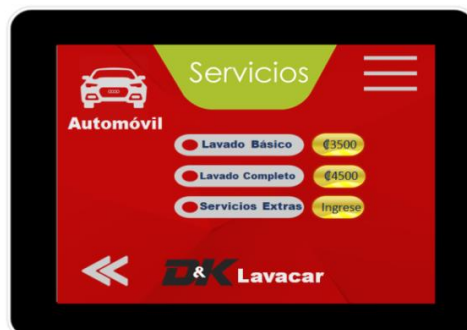 Servicios
Automóvil
Lavado Básico ₡3500
Lavado Completo ₡4500
Servicios Extras Ingrese
D&K Lavacar